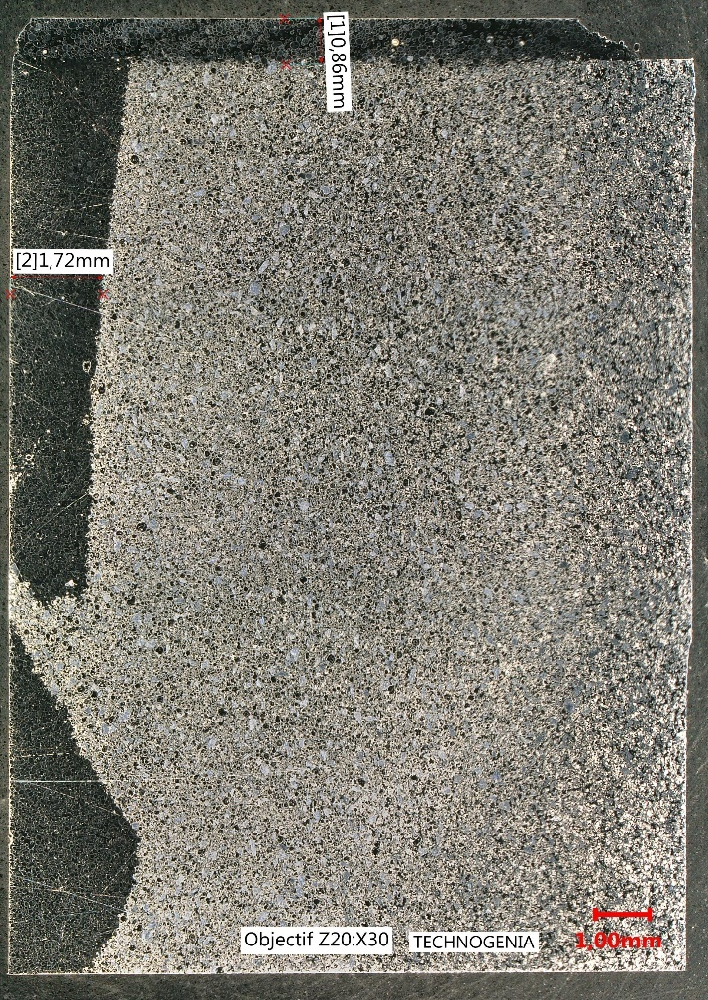 [1]0,86mm
[2]1,72mm
Objectif Z20:X30
TECHNOGENIA
1,00mm